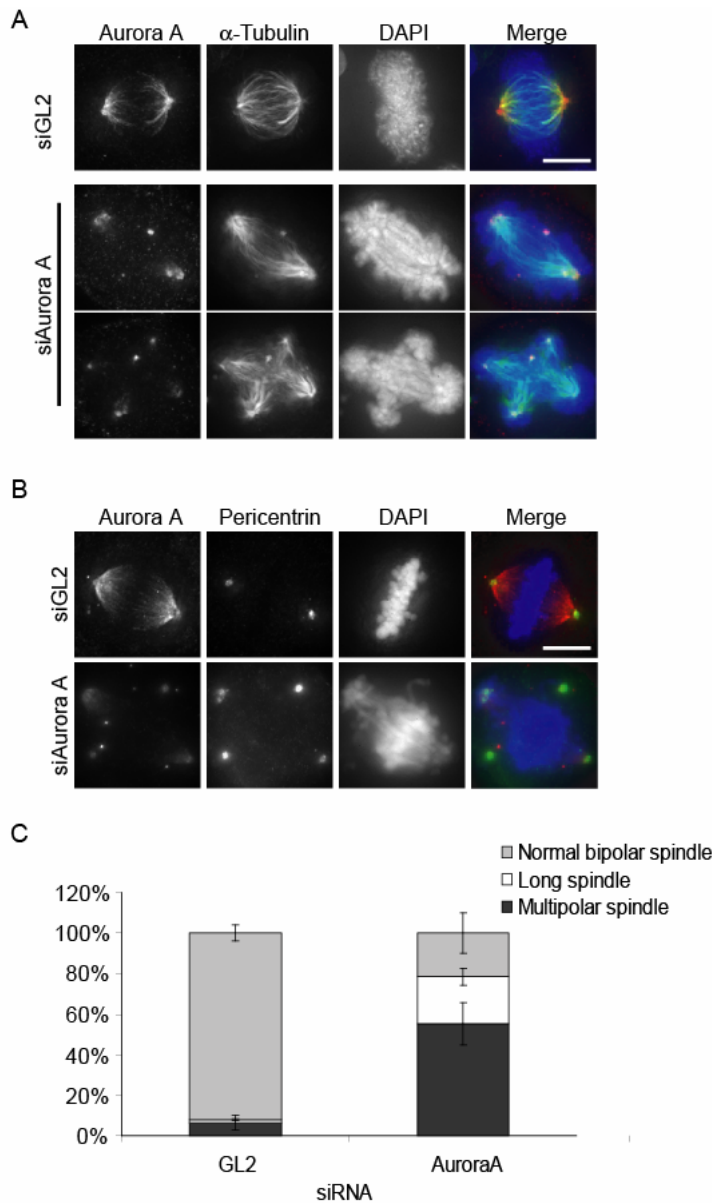 A
Aurora A α-Tubulin DAPI Merge
siGL2
siAurora A
B
Aurora A Pericentrin DAPI Merge
siGL2
siAurora A
C
Normal bipolar spindle
Long spindle
Multipolar spindle
120%
100%
80%
60%
40%
20%
0%
GL2 AuroraA
siRNA